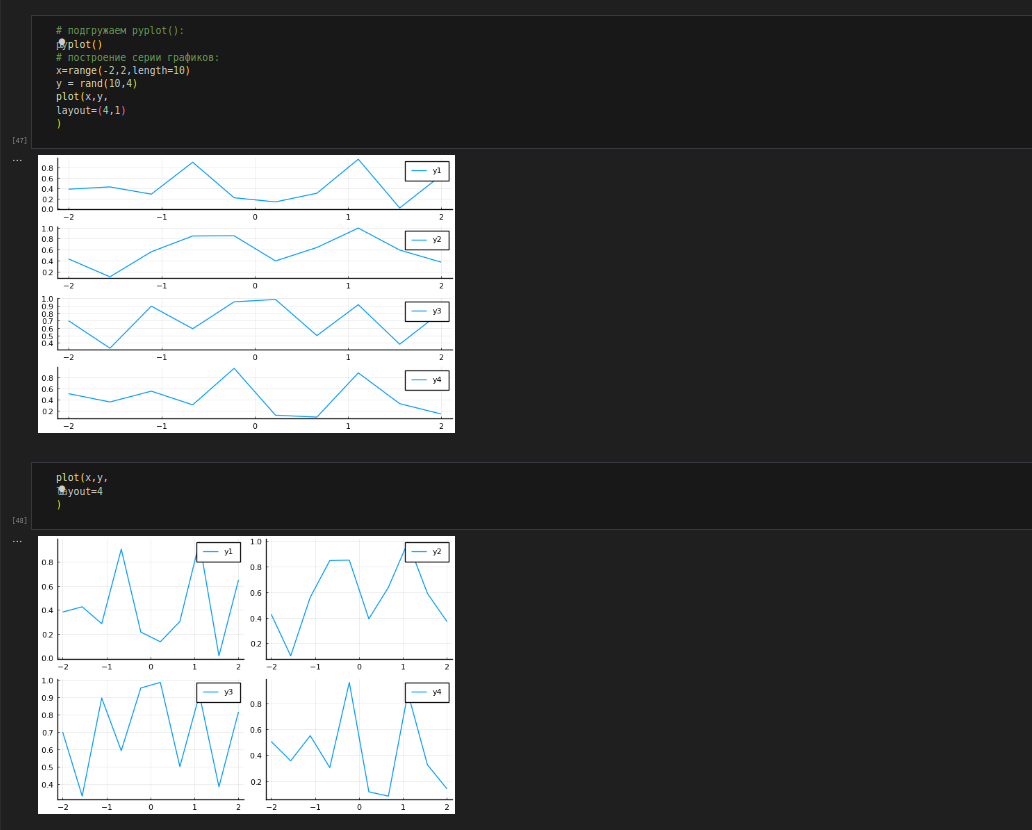 # подгружаем pyplot():
pyplot()
# построение серии графиков:
x=range(-2,2,length=10)
y = rand(10,4)
plot(x,y,
layout=(4,1)
)
[47]
...
0.8
0.6
0.4
0.2
0.0
y1
−2 −1 0 1 2
1.0
0.8
0.6
0.4
0.2
y2
−2 −1 0 1 2
1.0
0.9
0.8
0.7
0.6
0.5
0.4
y3
−2 −1 0 1 2
0.8
0.6
0.4
0.2
y4
−2 −1 0 1 2
plot(x,y,
layout=4
)
[48]
...
0.8
0.6
0.4
0.2
0.0
y1
−2 −1 0 1 2
1.0
0.8
0.6
0.4
0.2
y2
−2 −1 0 1 2
1.0
0.9
0.8
0.7
0.6
0.5
0.4
y3
−2 −1 0 1 2
0.8
0.6
0.4
0.2
y4
−2 −1 0 1 2